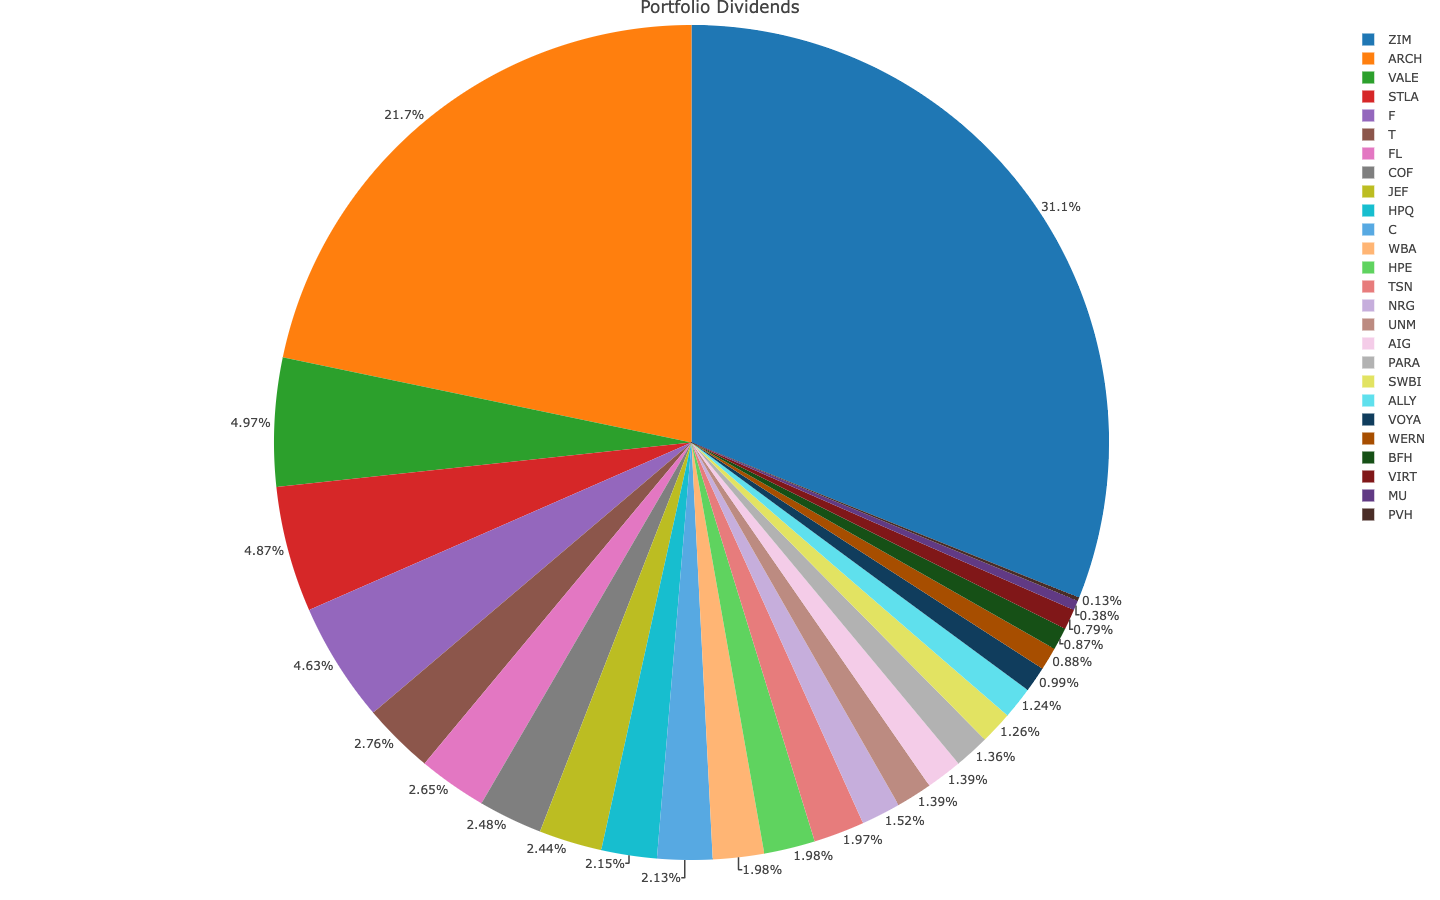 Portfolio Dividends
31.1%
21.7%
4.97%
4.87%
4.63%
2.76%
2.65%
2.48%
2.44%
2.15%
2.13%
1.98%
1.98%
1.97%
1.52%
1.39%
1.39%
1.36%
1.26%
1.24%
0.99%
0.88%
0.87%
0.79%
0.38%
0.13%
ZIM
ARCH
VALE
STLA
F
T
FL
COF
JEF
HPQ
C
WBA
HPE
TSN
NRG
UNM
AIG
PARA
SWBI
ALLY
VOYA
WERN
BFH
VIRT
MU
PVH